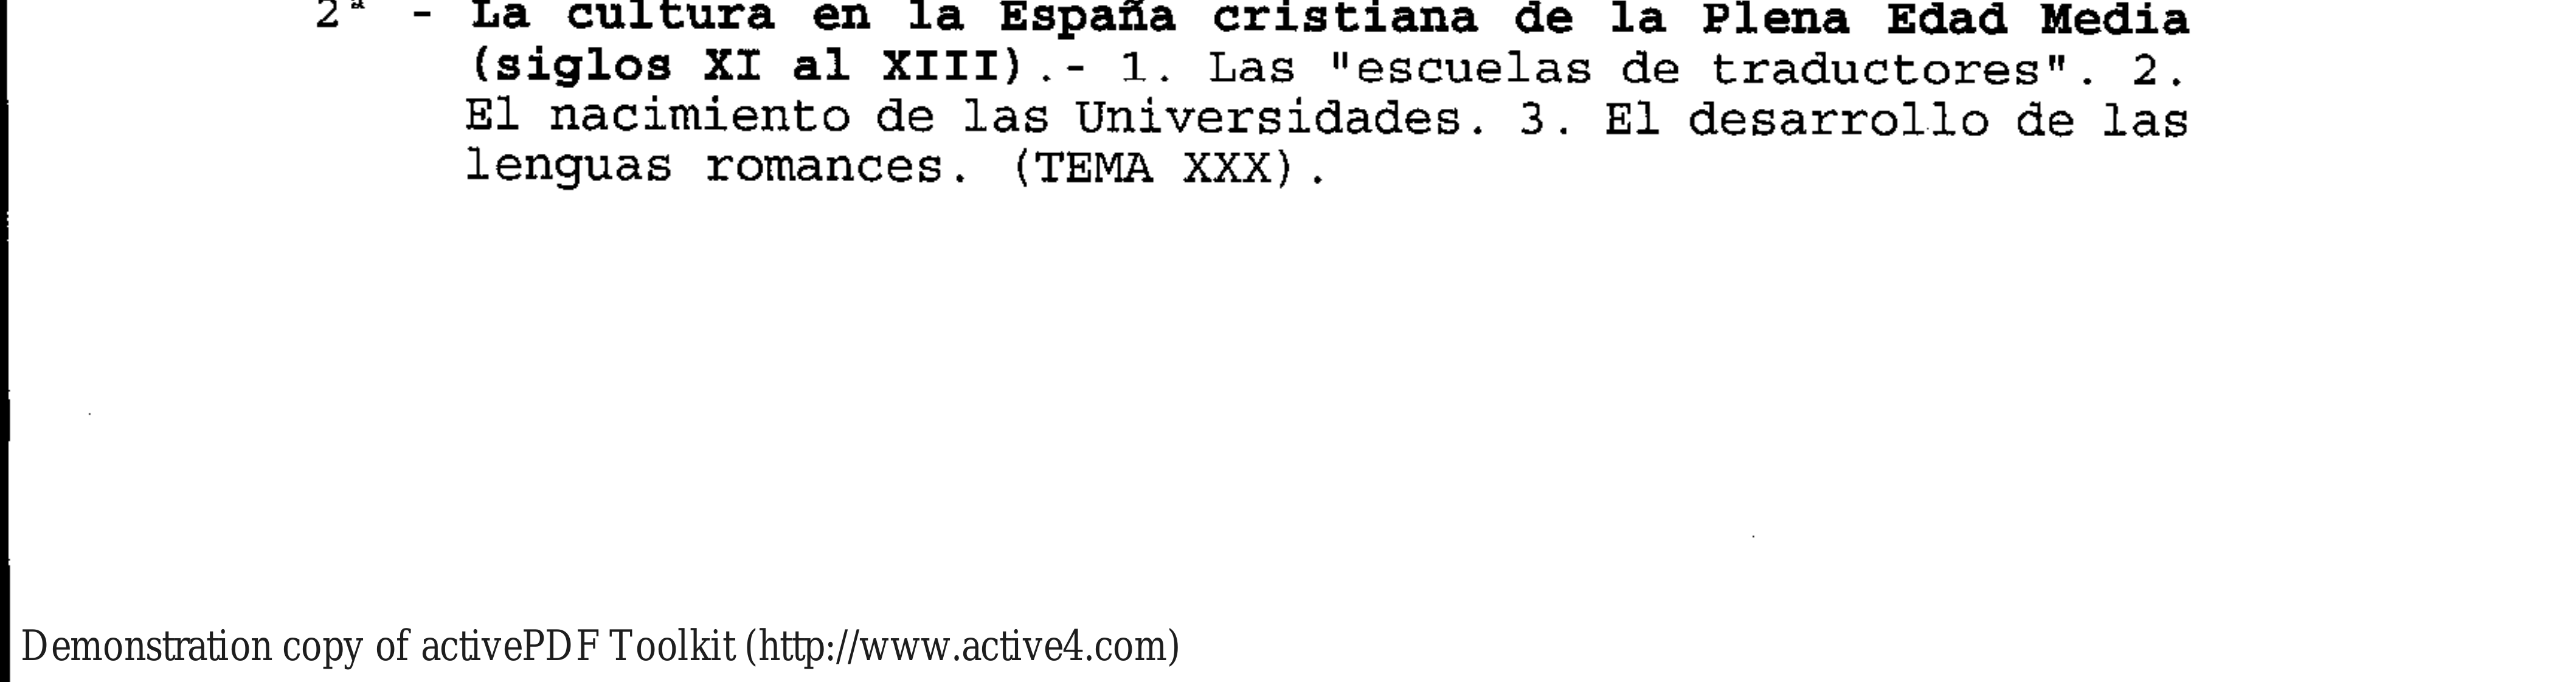 2ª - La cultura en la España cristiana de la Plena Edad Media
(siglos XI al XIII).- 1. Las "escuelas de traductores". 2.
El nacimiento de las Universidades. 3. El desarrollo de las
lenguas romances. (TEMA XXX).
Demonstration copy of activePDF Toolkit (http://www.active4.com)